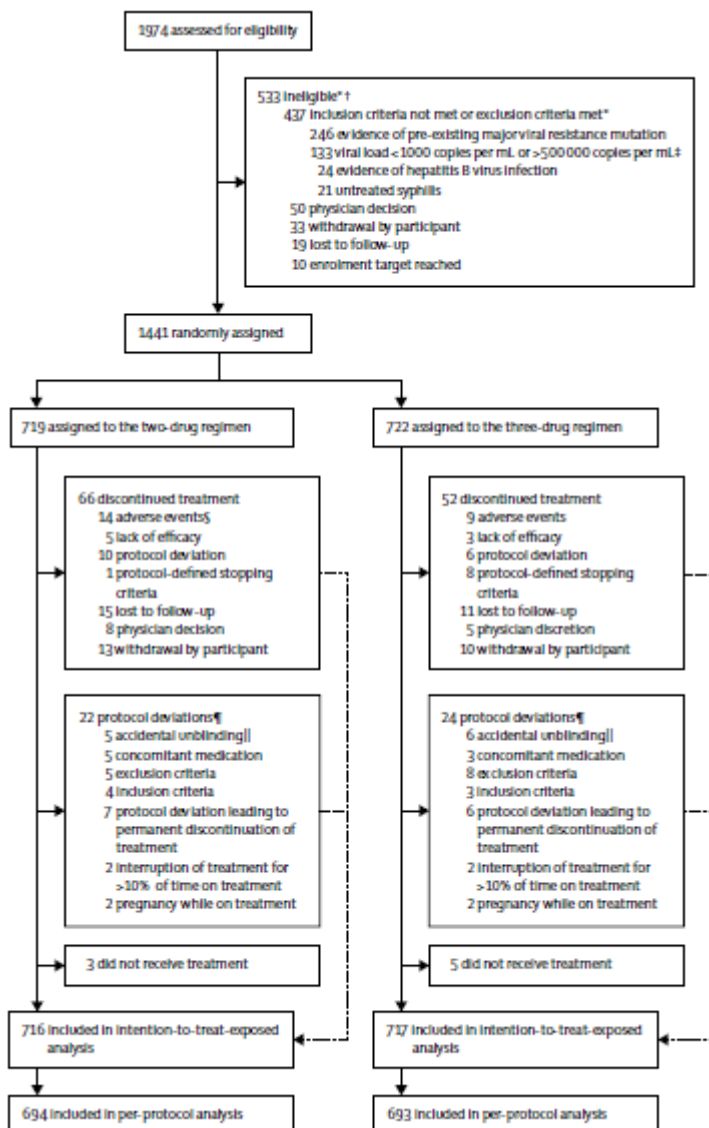 1974 assessed for eligibility
533 ineligible*†
437 inclusion criteria not met or exclusion criteria met*
246 evidence of pre-existing major viral resistance mutation
133 viral load <1000 copies per mL or >500 000 copies per mL‡
24 evidence of hepatitis B virus infection
21 untreated syphilis
50 physician decision
33 withdrawal by participant
19 lost to follow-up
10 enrolment target reached
1441 randomly assigned
719 assigned to the two-drug regimen
66 discontinued treatment
14 adverse events§
5 lack of efficacy
10 protocol deviation
1 protocol-defined stopping
criteria
15 lost to follow-up
8 physician decision
13 withdrawal by participant
22 protocol deviations¶
5 accidental unblinding||
5 concomitant medication
5 exclusion criteria
4 inclusion criteria
7 protocol deviation leading to
permanent discontinuation of
treatment
2 interruption of treatment for
>10% of time on treatment
2 pregnancy while on treatment
3 did not receive treatment
716 included in intention-to-treat-exposed
analysis
694 included in per-protocol analysis
722 assigned to the three-drug regimen
52 discontinued treatment
9 adverse events
3 lack of efficacy
6 protocol deviation
8 protocol-defined stopping
criteria
11 lost to follow-up
5 physician discretion
10 withdrawal by participant
24 protocol deviations¶
6 accidental unblinding||
3 concomitant medication
8 exclusion criteria
3 inclusion criteria
6 protocol deviation leading to
permanent discontinuation of
treatment
2 interruption of treatment for
>10% of time on treatment
2 pregnancy while on treatment
5 did not receive treatment
717 included in intention-to-treat-exposed
analysis
693 included in per-protocol analysis